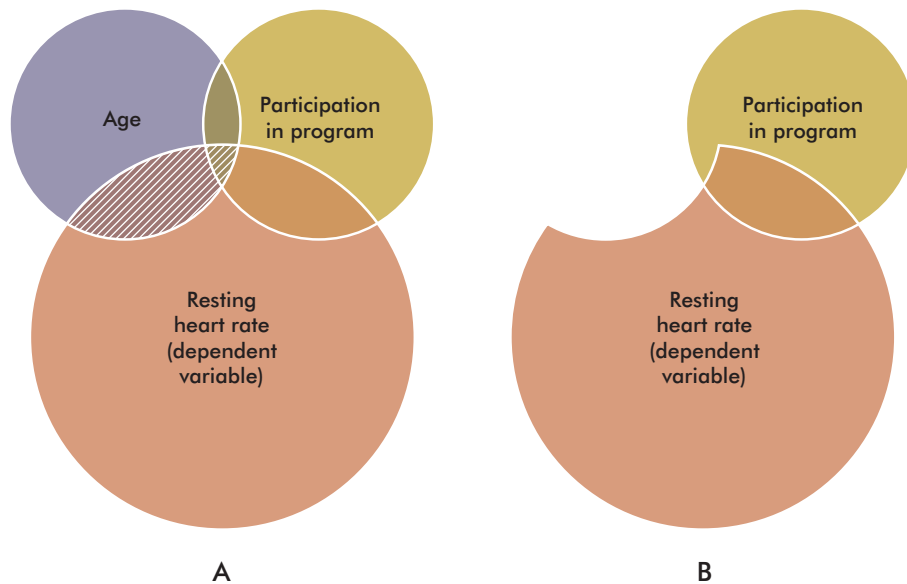 Age
Participation
in program
Resting
heart rate
(dependent
variable)
A
Participation
in program
Resting
heart rate
(dependent
variable)
B